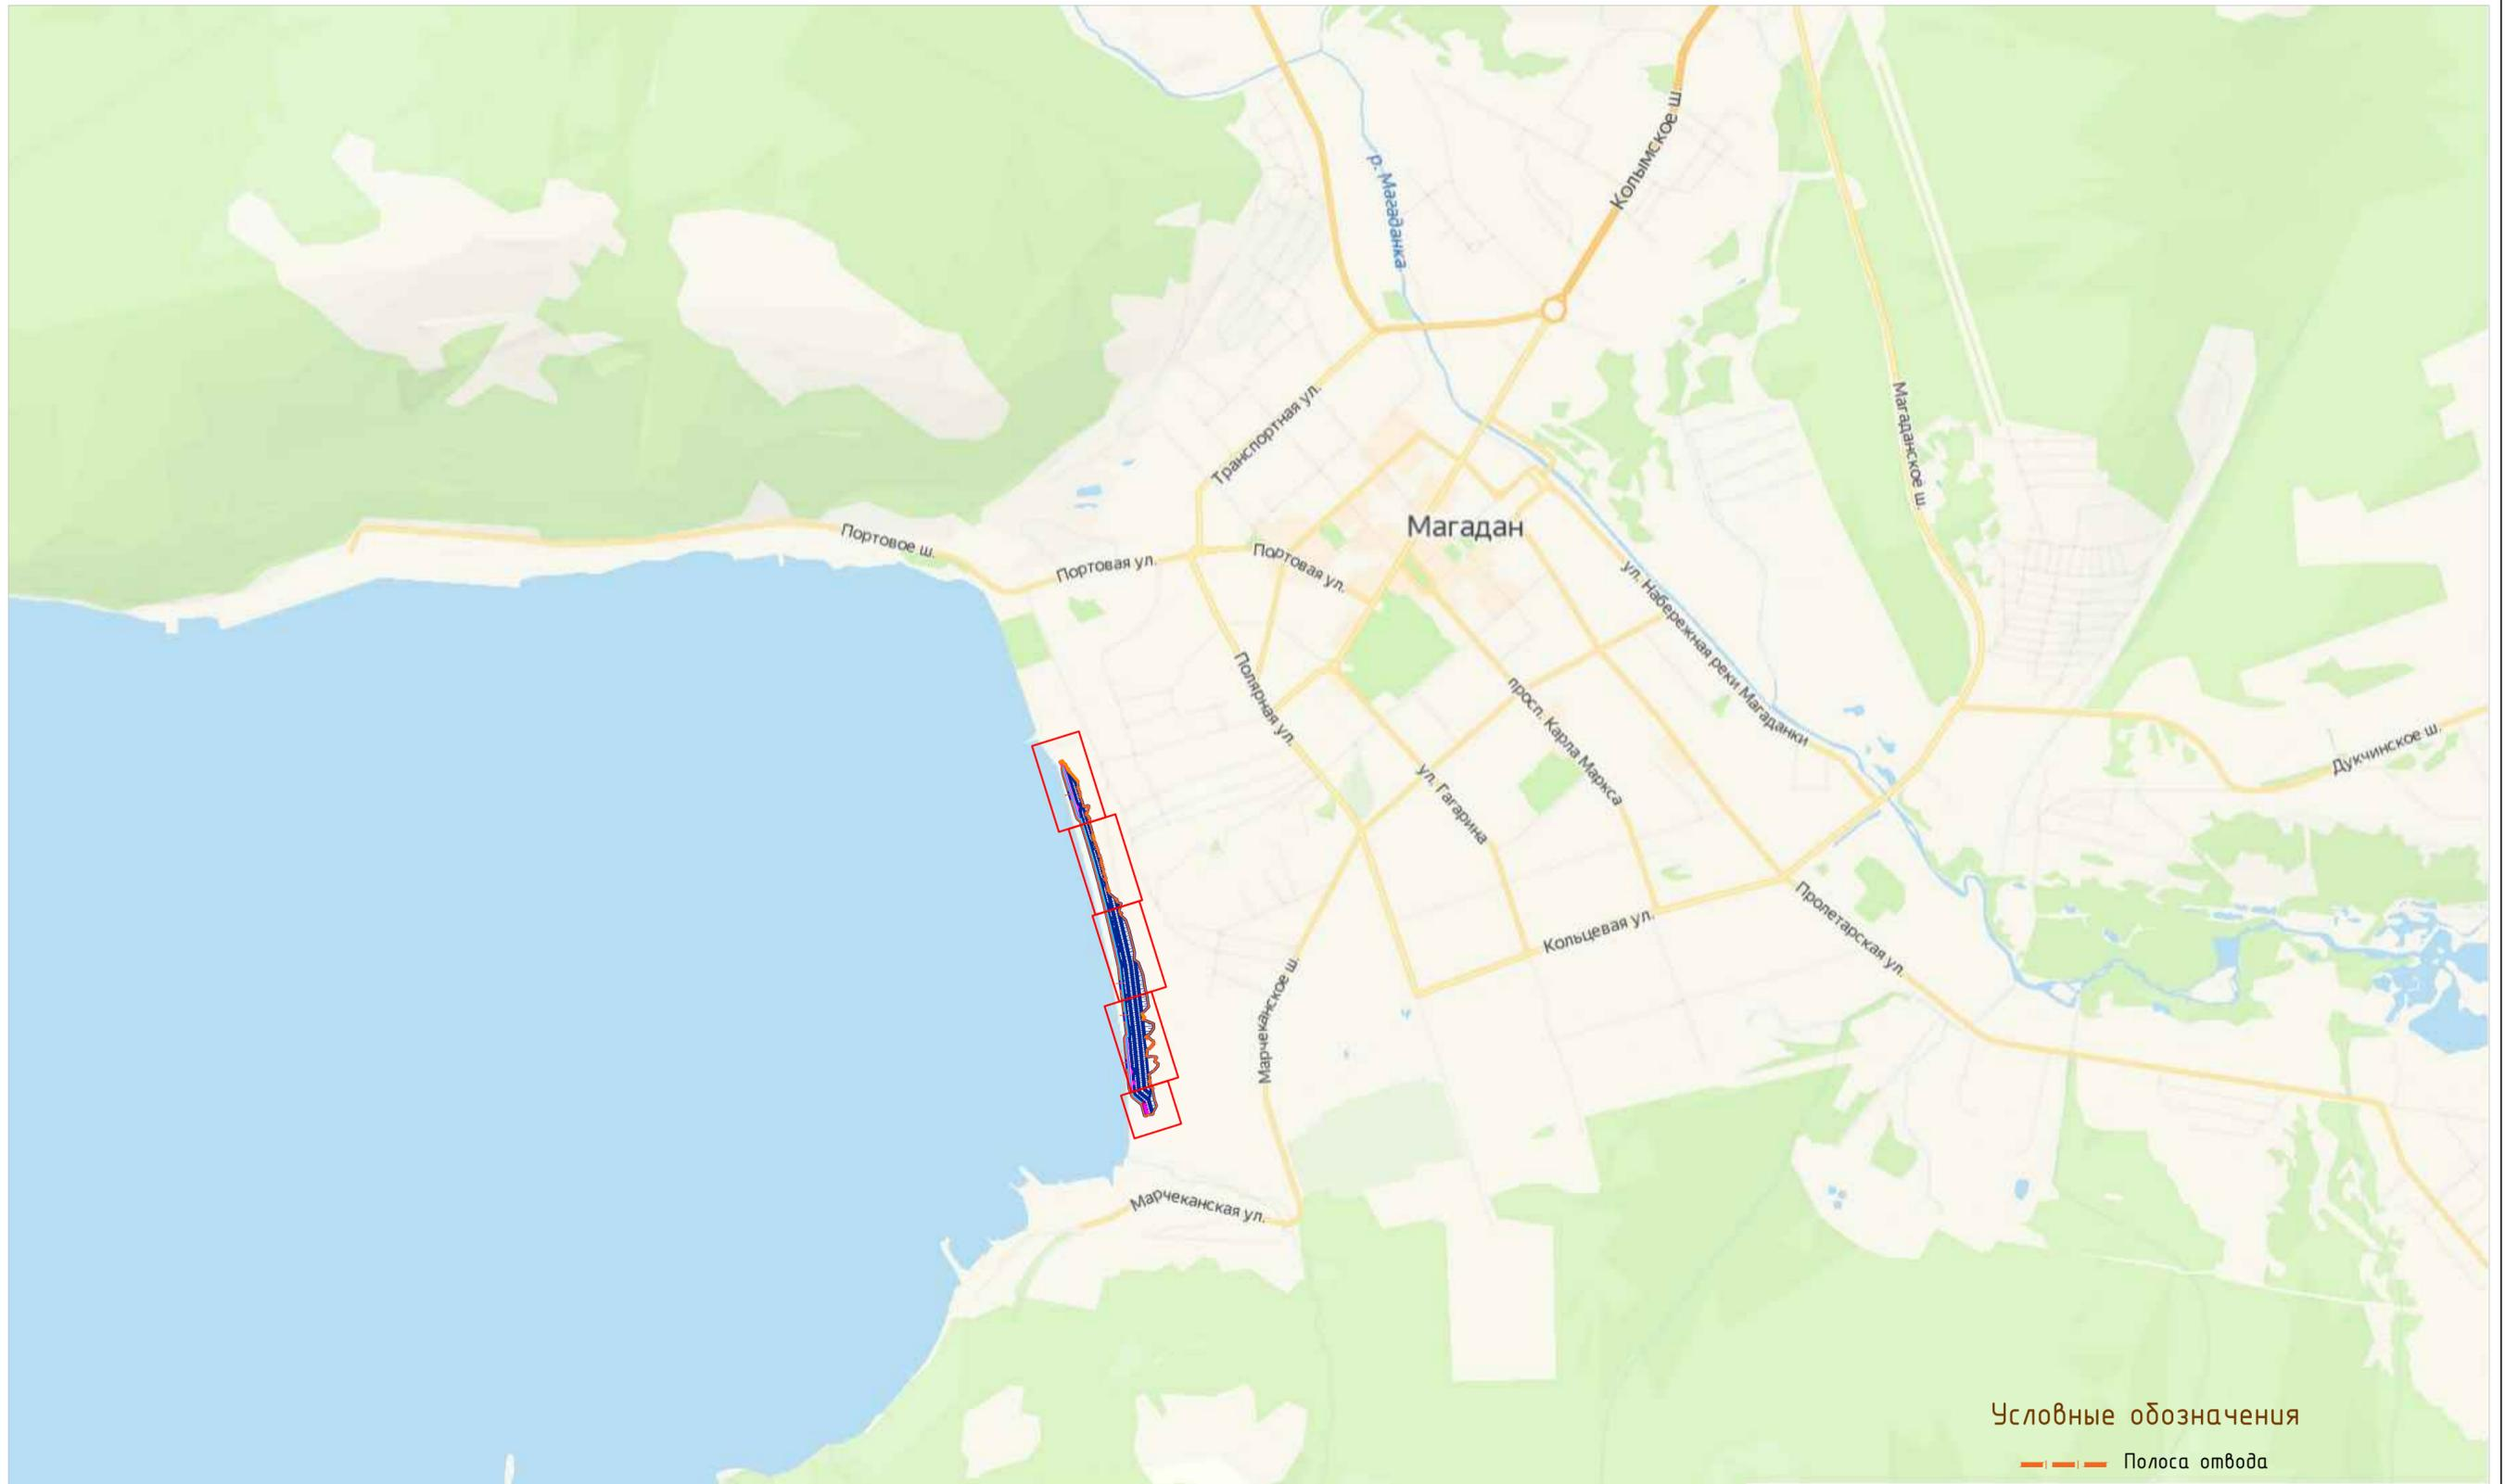 Колымское ш.
р. Магаданка
Транспортная ул.
Магаданское ш.
Магадан
Портовое ш.
Портовая ул.
Портовая ул.
ул. Набережная реки Магаданки
Полярная ул.
просп. Карла Маркса
Дукчинское ш.
ул. Гагарина
Пролетарская ул.
Кольцевая ул.
Марчеканское ш.
Марчеканская ул.
Условные обозначения
Полоса отвода